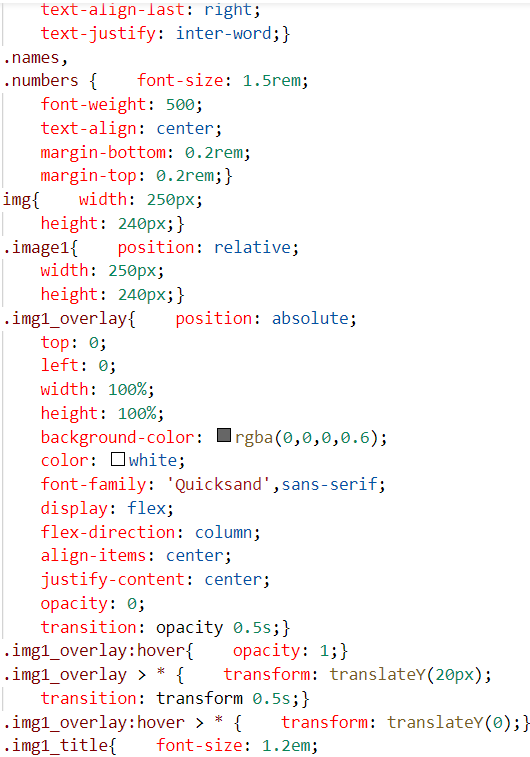 text-align-last: right;
text-justify: inter-word;}
.names,
.numbers {    font-size: 1.5rem;
font-weight: 500;
text-align: center;
margin-bottom: 0.2rem;
margin-top: 0.2rem;}
img{    width: 250px;
height: 240px;}
.image1{    position: relative;
width: 250px;
height: 240px;}
.img1_overlay{    position: absolute;
top: 0;
left: 0;
width: 100%;
height: 100%;
background-color: rgba(0,0,0,0.6);
color: white;
font-family: 'Quicksand',sans-serif;
display: flex;
flex-direction: column;
align-items: center;
justify-content: center;
opacity: 0;
transition: opacity 0.5s;}
.img1_overlay:hover{    opacity: 1;}
.img1_overlay > * {    transform: translateY(20px);
transition: transform 0.5s;}
.img1_overlay:hover > * {    transform: translateY(0);}
.img1_title{    font-size: 1.2em;